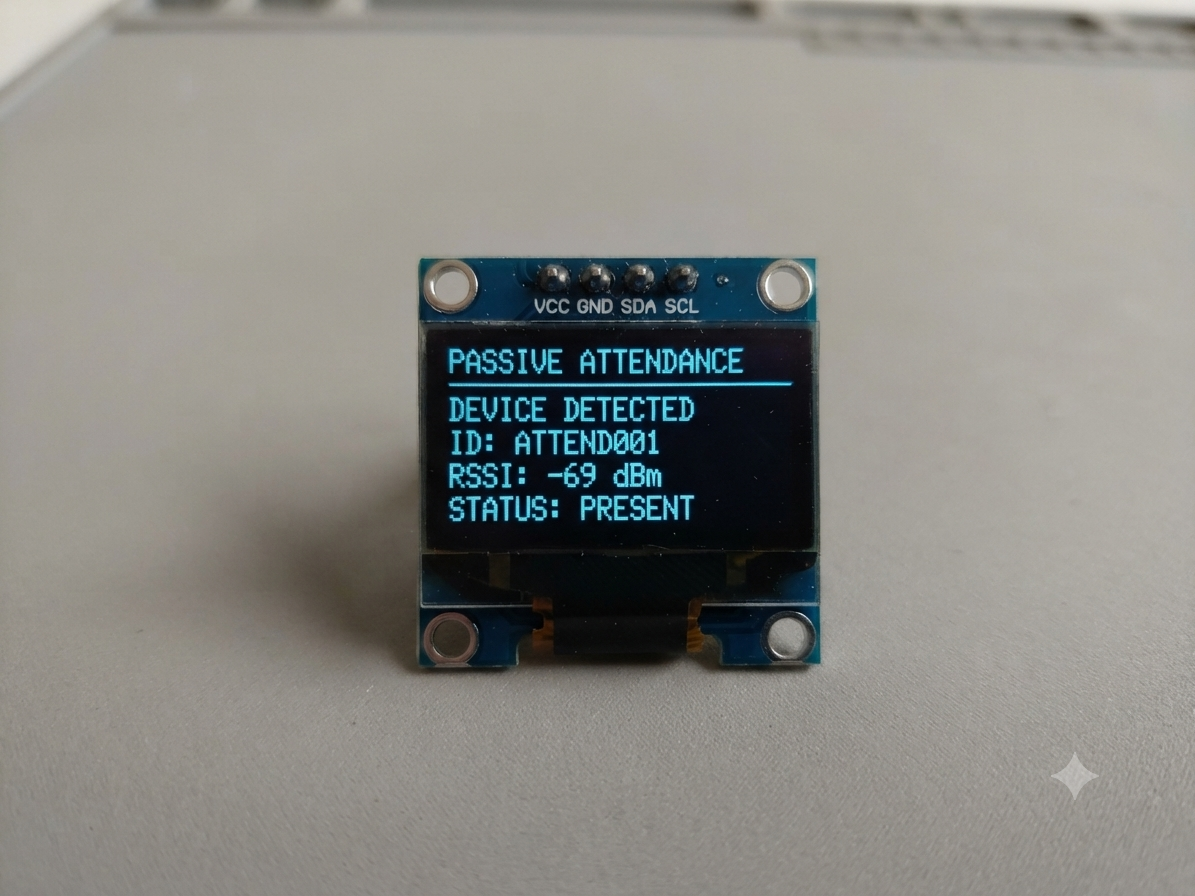 VCC GND SDA SCL
PASSIVE ATTENDANCE
DEVICE DETECTED
ID: ATTEND001
RSSI: -69 dBm
STATUS: PRESENT